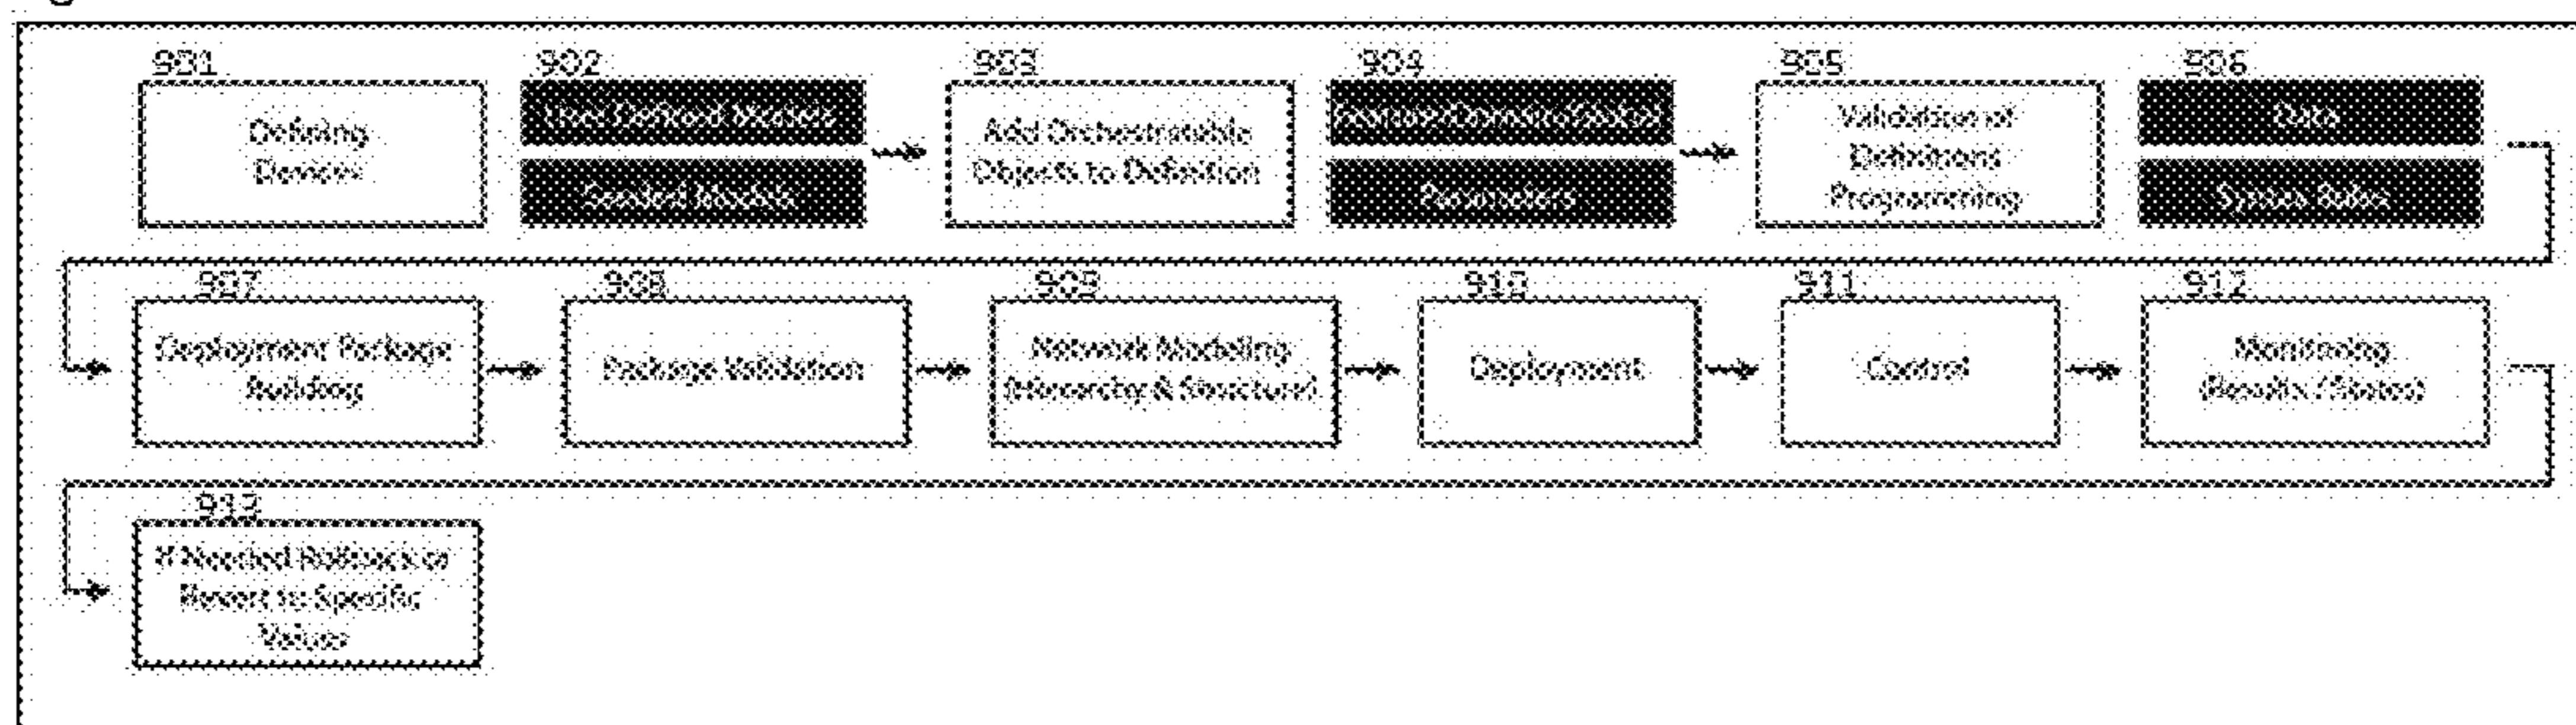 901
902
903
904
905
906
Defining
Devices
User Defined Models
Seeded Models
Add Orchestratable
Objects to Definition
Parameters
Validation of
Definitions
Programming
Data
Syntax Rules
907
908
909
910
911
912
Deployment Package
Building
Package Validation
Network Modeling
(Hierarchy & Structure)
Deployment
Control
Monitoring
(Results / States)
913
If Needed Rollback or
Revert to Specific
Values